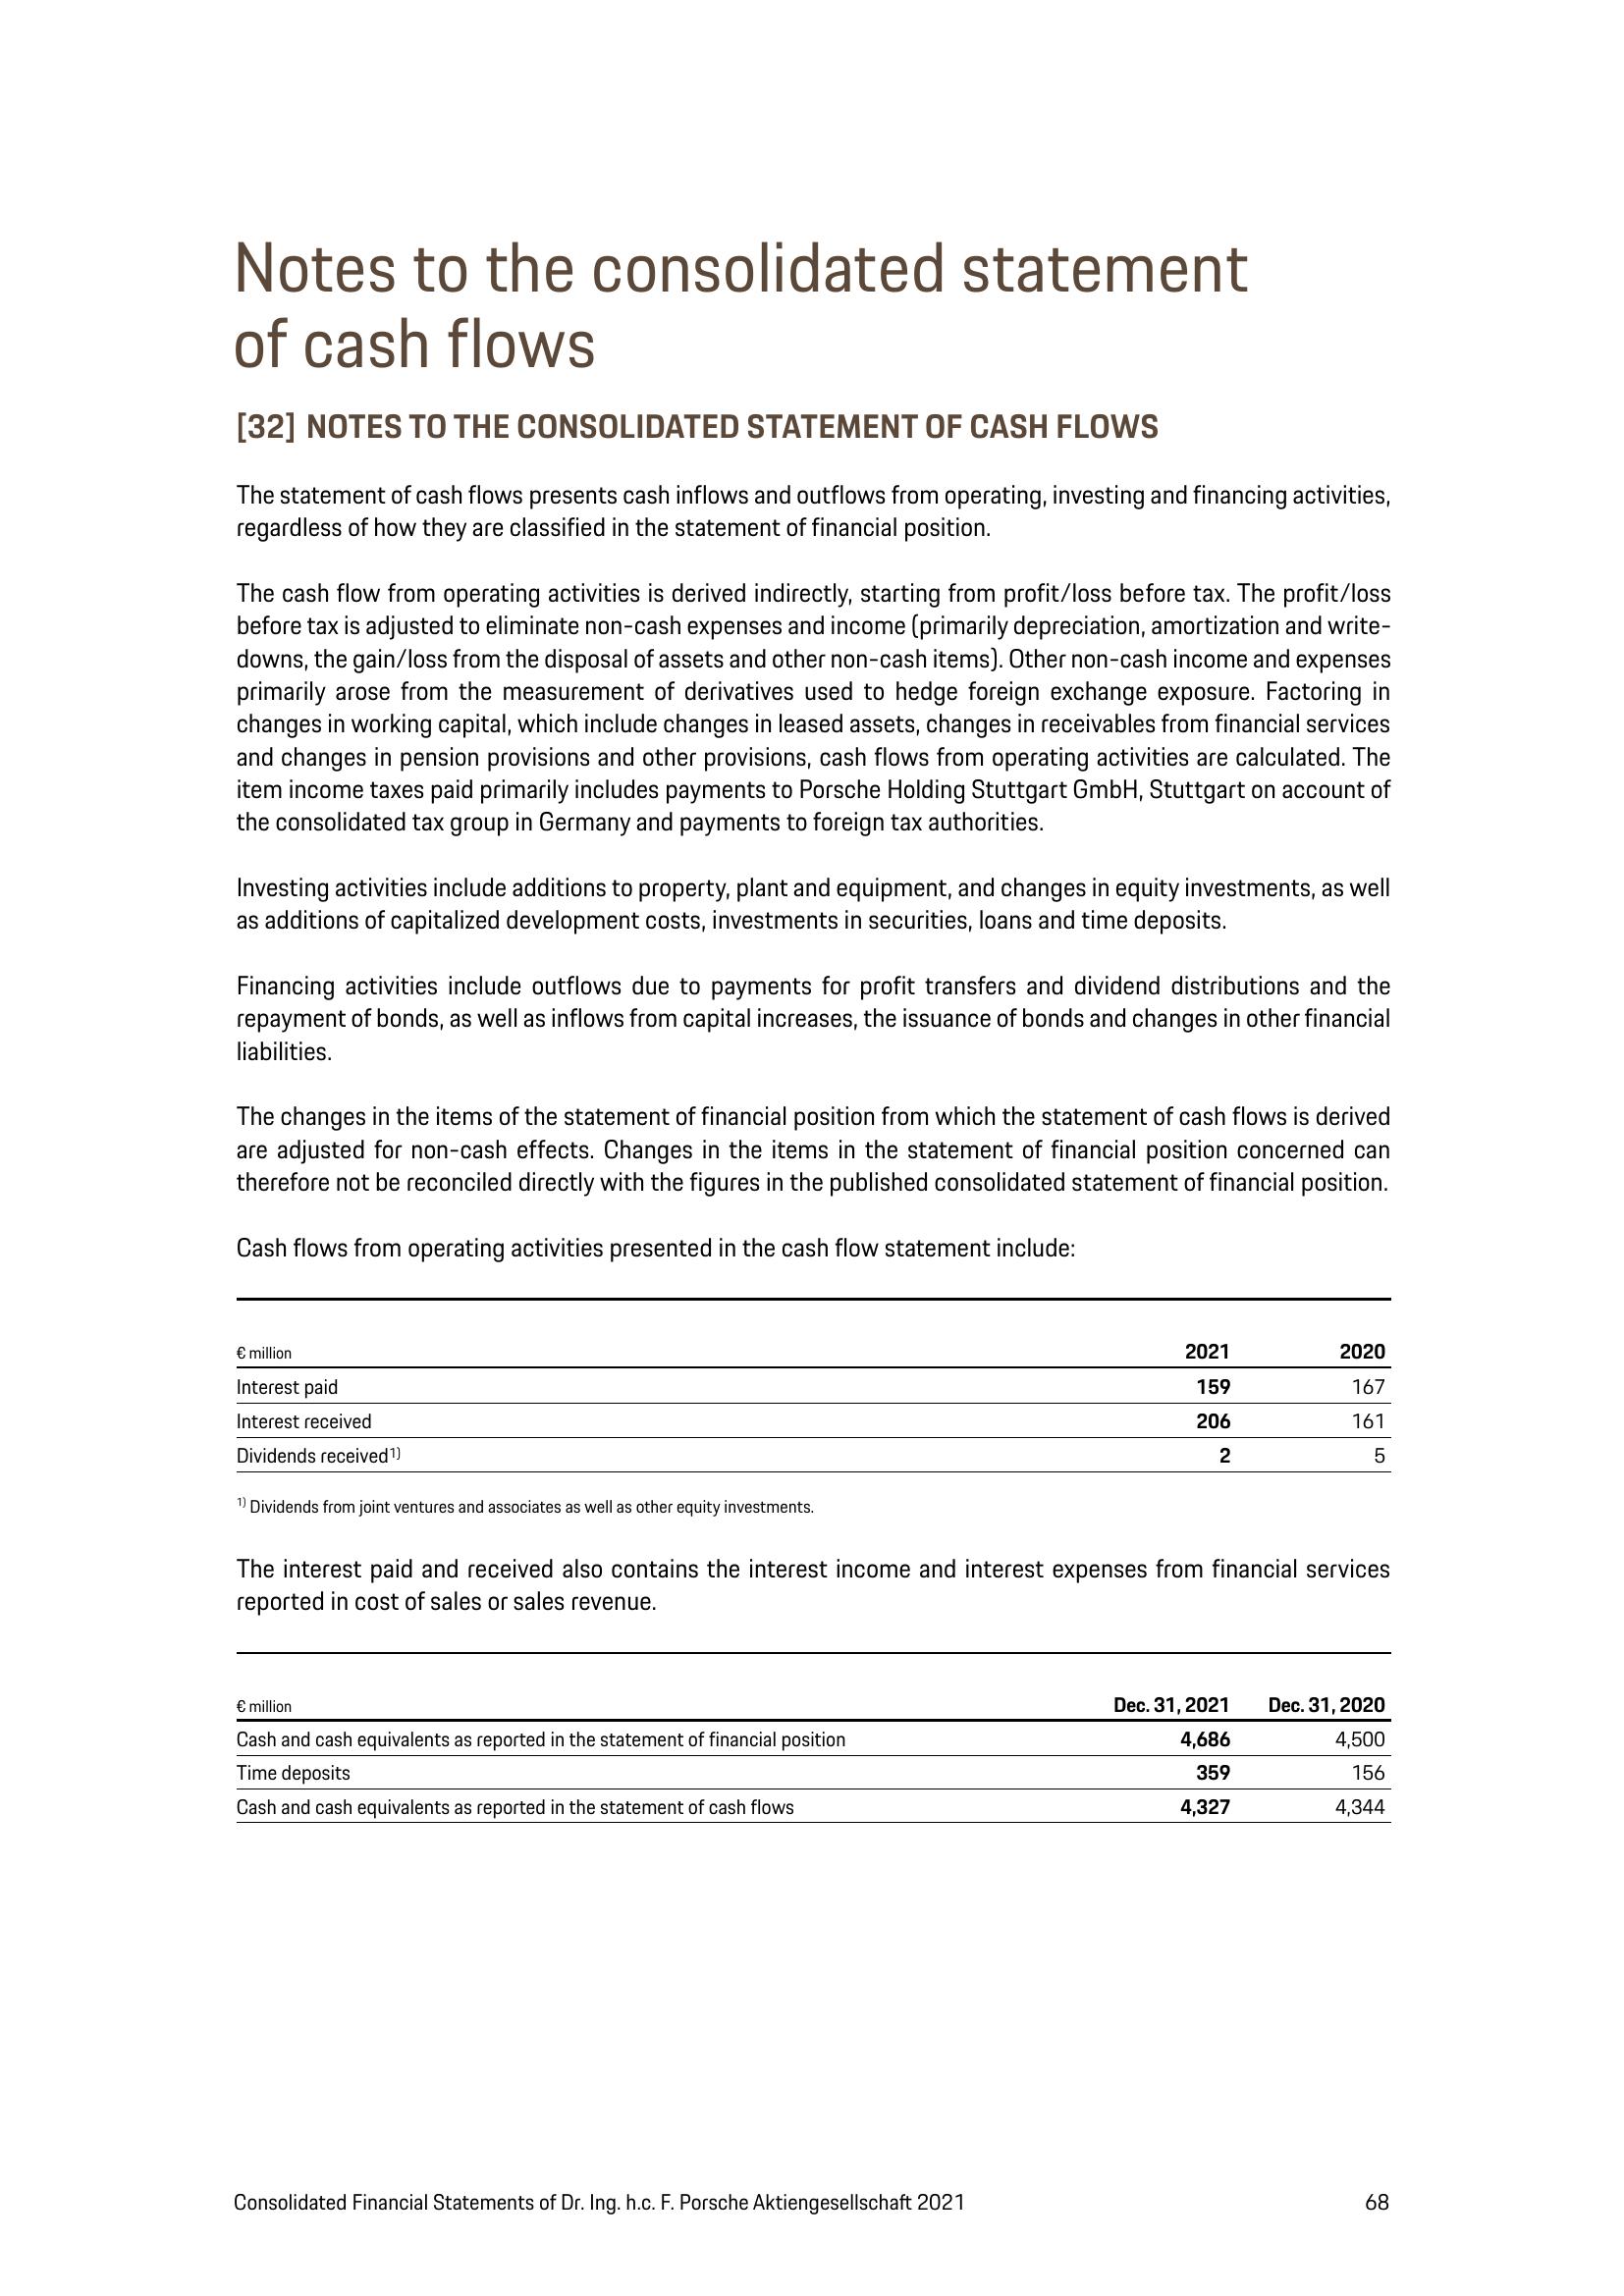 Notes to the consolidated statement
of cash flows
[32] NOTES TO THE CONSOLIDATED STATEMENT OF CASH FLOWS
The statement of cash flows presents cash inflows and outflows from operating, investing and financing activities,
regardless of how they are classified in the statement of financial position.
The cash flow from operating activities is derived indirectly, starting from profit/loss before tax. The profit/loss
before tax is adjusted to eliminate non-cash expenses and income (primarily depreciation, amortization and write-
downs, the gain/loss from the disposal of assets and other non-cash items). Other non-cash income and expenses
primarily arose from the measurement of derivatives used to hedge foreign exchange exposure. Factoring in
changes in working capital, which include changes in leased assets, changes in receivables from financial services
and changes in pension provisions and other provisions, cash flows from operating activities are calculated. The
item income taxes paid primarily includes payments to Porsche Holding Stuttgart GmbH, Stuttgart on account of
the consolidated tax group in Germany and payments to foreign tax authorities.
Investing activities include additions to property, plant and equipment, and changes in equity investments, as well
as additions of capitalized development costs, investments in securities, loans and time deposits.
Financing activities include outflows due to payments for profit transfers and dividend distributions and the
repayment of bonds, as well as inflows from capital increases, the issuance of bonds and changes in other financial
liabilities.
The changes in the items of the statement of financial position from which the statement of cash flows is derived
are adjusted for non-cash effects. Changes in the items in the statement of financial position concerned can
therefore not be reconciled directly with the figures in the published consolidated statement of financial position.
Cash flows from operating activities presented in the cash flow statement include:
€ million 2021 2020
Interest paid 159 167
Interest received 206 161
Dividends received1) 2 5
1) Dividends from joint ventures and associates as well as other equity investments.
The interest paid and received also contains the interest income and interest expenses from financial services
reported in cost of sales or sales revenue.
€ million Dec. 31, 2021 Dec. 31, 2020
Cash and cash equivalents as reported in the statement of financial position 4,686 4,500
Time deposits 359 156
Cash and cash equivalents as reported in the statement of cash flows 4,327 4,344
Consolidated Financial Statements of Dr. Ing. h.c. F. Porsche Aktiengesellschaft 2021 68